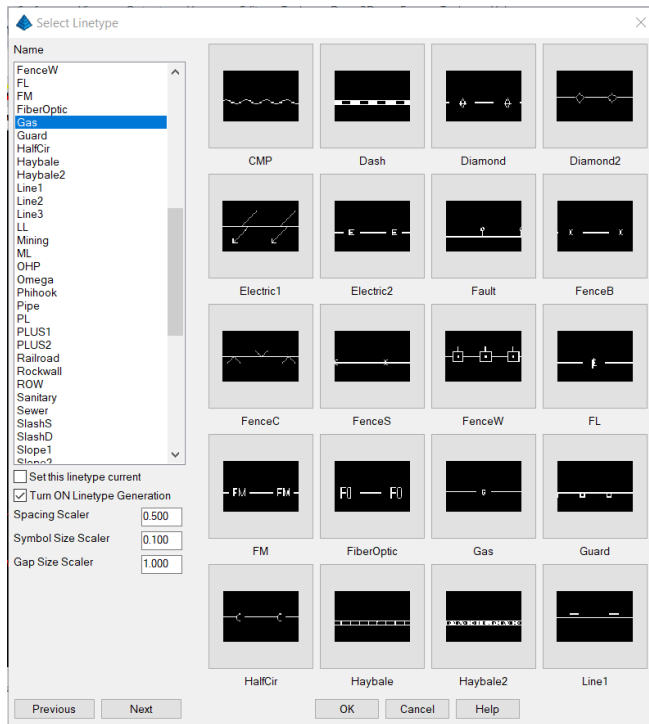 Select Linetype
Name
FenceW
FL
FM
FiberOptic
Gas
Guard
HalfCir
Haybale
Haybale2
Line1
Line2
Line3
LL
Mining
ML
OHP
Omega
Phihook
Pipe
PL
PLUS1
PLUS2
Railroad
Rockwall
ROW
Sanitary
Sewer
SlashS
SlashD
Slope1
Slope2
Set this linetype current
Turn ON Linetype Generation
Spacing Scaler 0.500
Symbol Size Scaler 0.100
Gap Size Scaler 1.000
CMP Dash Diamond Diamond2
E E
Electric1 Electric2 Fault FenceB
FenceC FenceS FenceW FL
FM FM FO FO G
FM FiberOptic Gas Guard
HalfCir Haybale Haybale2 Line1
Previous Next OK Cancel Help